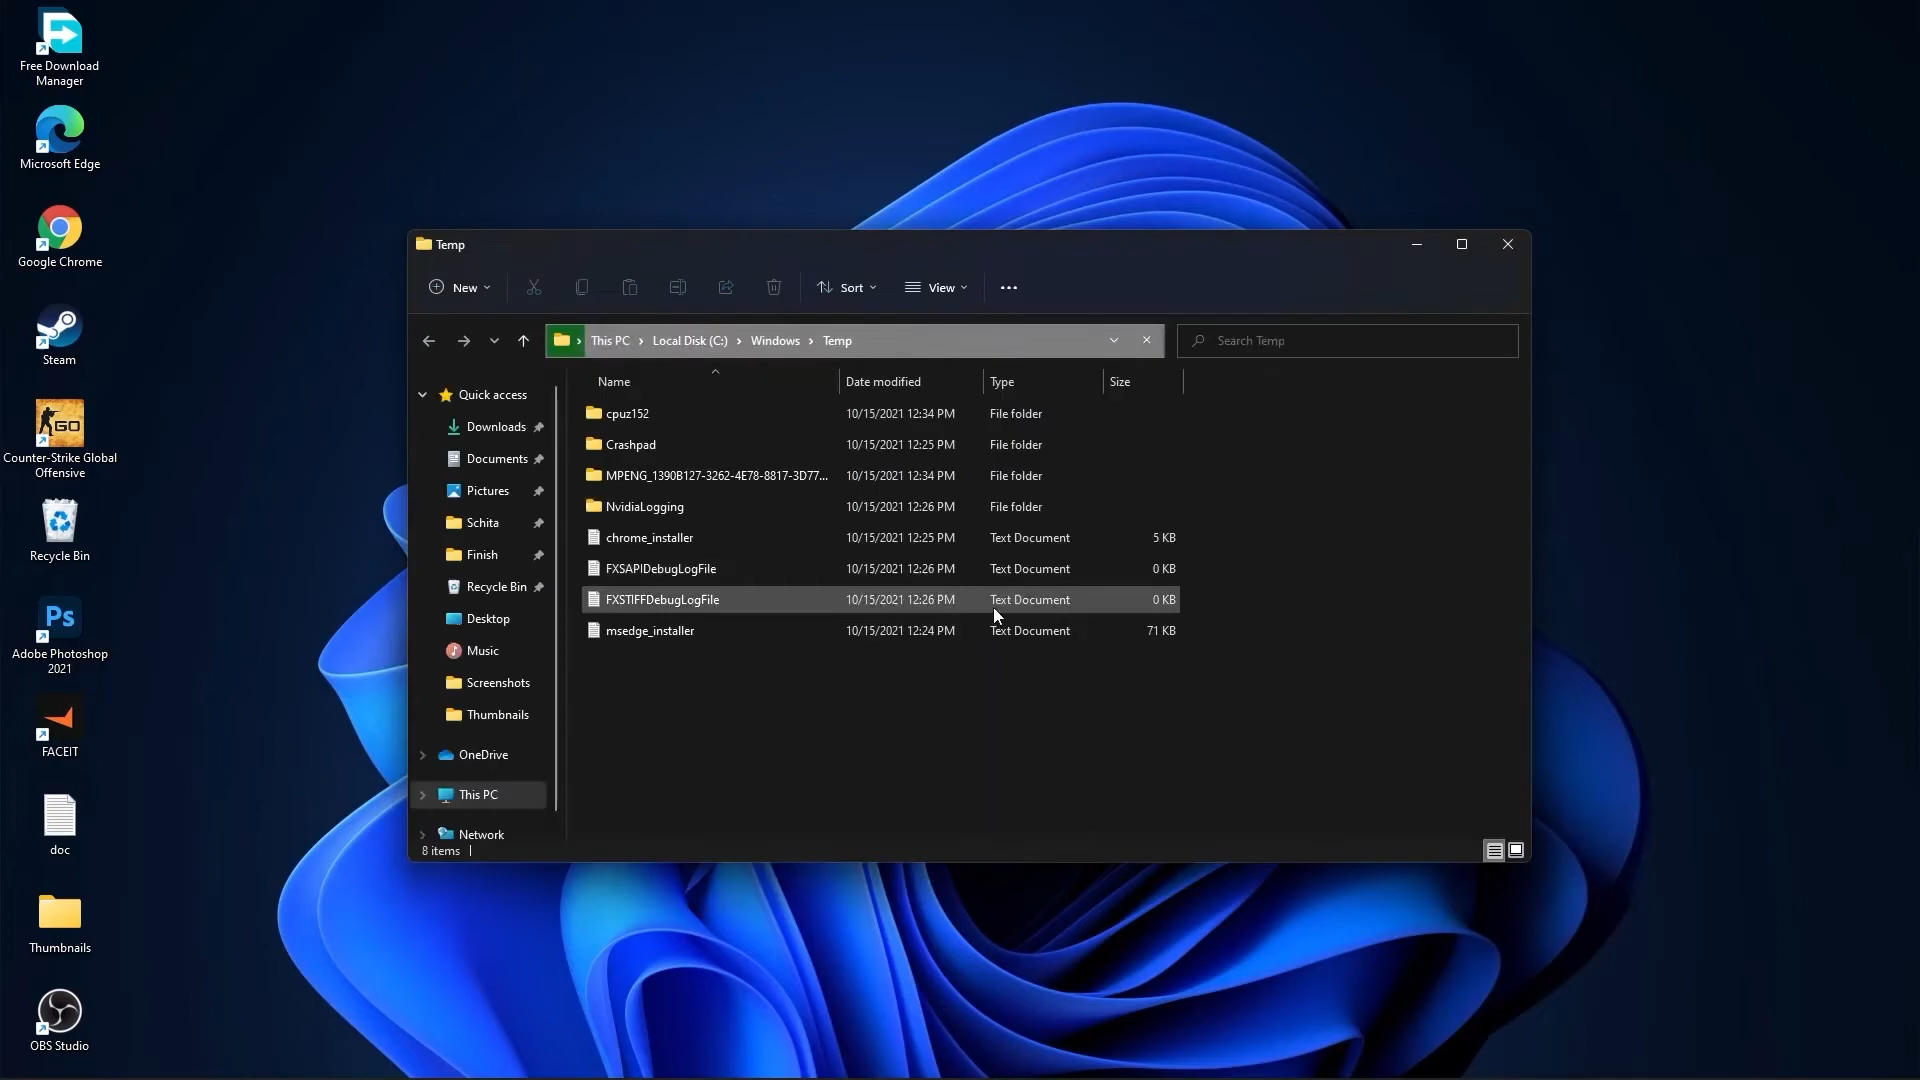 Free Download
Manager
Microsoft Edge
Google Chrome
Steam
GO
Counter-Strike Global
Offensive
Recycle Bin
Ps
Adobe Photoshop
2021
FACEIT
doc
Thumbnails
OBS Studio
Temp
New
Sort
View
This PC > Local Disk (C:) > Windows > Temp
Search Temp
Quick access
Downloads
Documents
Pictures
Schita
Finish
Recycle Bin
Desktop
Music
Screenshots
Thumbnails
OneDrive
This PC
Network
Name Date modified Type Size
cpuz152 10/15/2021 12:34 PM File folder
Crashpad 10/15/2021 12:25 PM File folder
MPENG_1390B127-3262-4E78-8817-3D77... 10/15/2021 12:34 PM File folder
NvidiaLogging 10/15/2021 12:26 PM File folder
chrome_installer 10/15/2021 12:25 PM Text Document 5 KB
FXSAPIDebugLogFile 10/15/2021 12:26 PM Text Document 0 KB
FXSTIFFDebugLogFile 10/15/2021 12:26 PM Text Document 0 KB
msedge_installer 10/15/2021 12:24 PM Text Document 71 KB
8 items